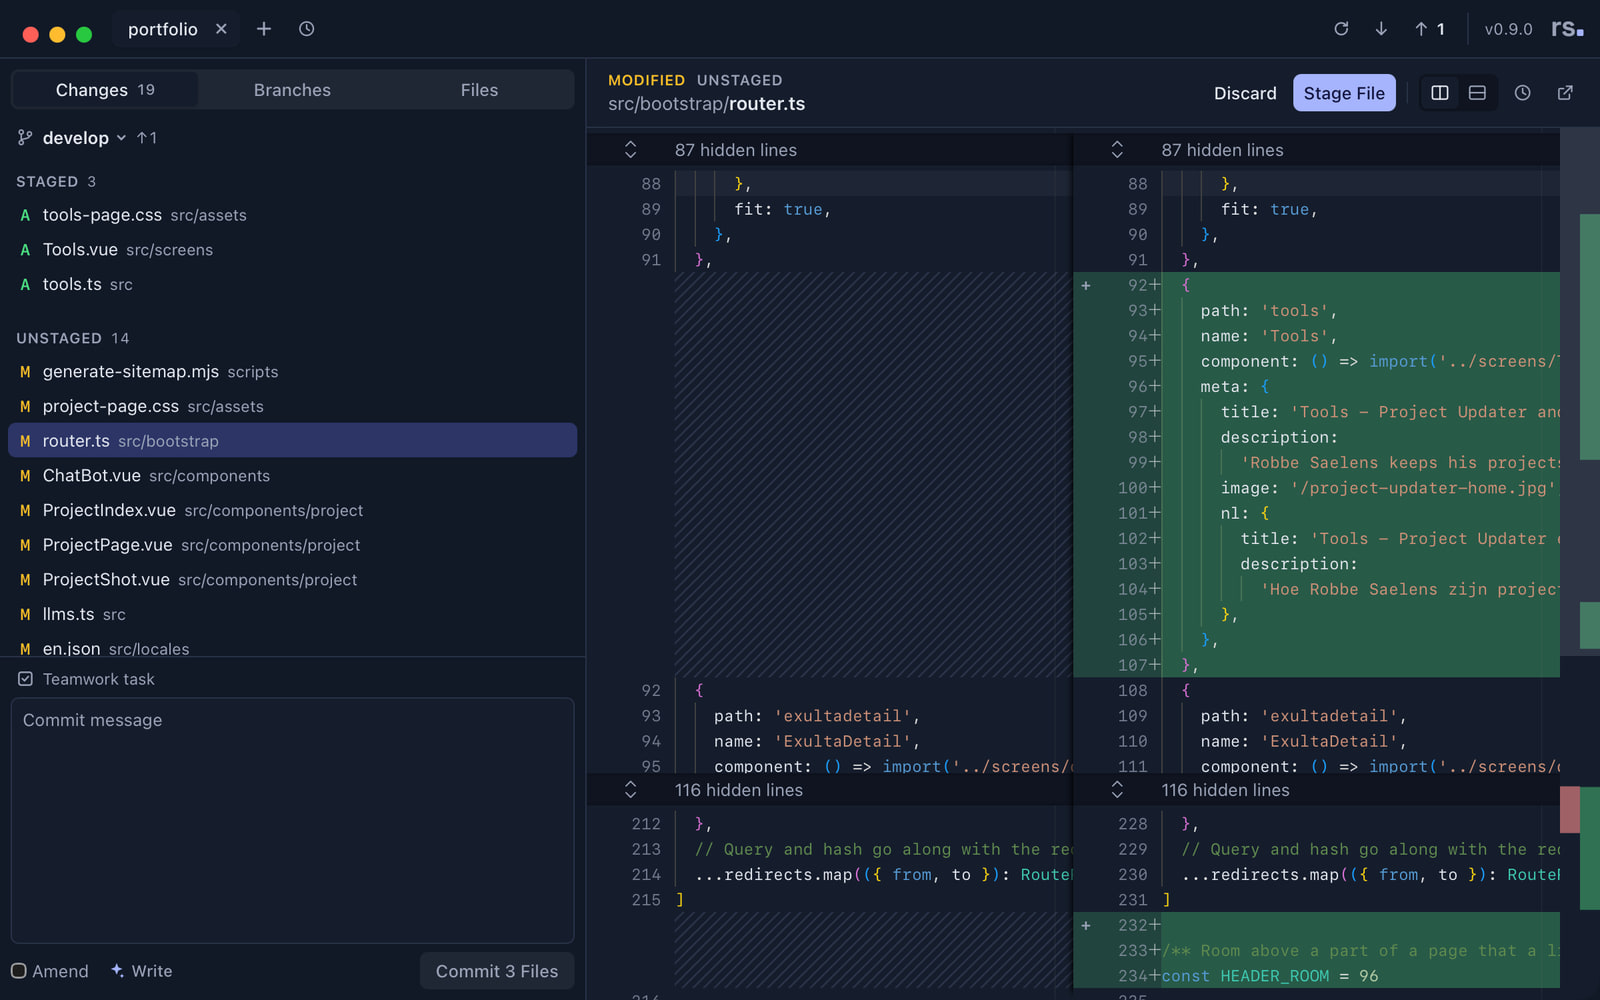 portfolio
1
v0.9.0
rs.
Changes 19
Branches
Files
develop ↑1
STAGED 3
A tools-page.css src/assets
A Tools.vue src/screens
A tools.ts src
UNSTAGED 14
M generate-sitemap.mjs scripts
M project-page.css src/assets
M router.ts src/bootstrap
M ChatBot.vue src/components
M ProjectIndex.vue src/components/project
M ProjectPage.vue src/components/project
M ProjectShot.vue src/components/project
M llms.ts src
M en.json src/locales
Teamwork task
Commit message
Amend
Write
Commit 3 Files
MODIFIED UNSTAGED
src/bootstrap/router.ts
Discard
Stage File
87 hidden lines
88 },
89 fit: true,
90 },
91 },
92 {
93 path: 'exultadetail',
94 name: 'ExultaDetail',
95 component: () => import('../screens/
116 hidden lines
212 },
213 // Query and hash go along with the
214 ...redirects.map(({ from, to }): Route
215 ]
87 hidden lines
88 },
89 fit: true,
90 },
91 },
+ 92+ {
93+ path: 'tools',
94+ name: 'Tools',
95+ component: () => import('../screens/
96+ meta: {
97+ title: 'Tools – Project Updater and
98+ description:
99+ 'Robbe Saelens keeps his projects
100+ image: '/project-updater-home.jpg'
101+ nl: {
102+ title: 'Tools – Project Updater
103+ description:
104+ 'Hoe Robbe Saelens zijn project
105+ },
106+ },
107+ },
108 {
109 path: 'exultadetail',
110 name: 'ExultaDetail',
111 component: () => import('../screens/
116 hidden lines
228 },
229 // Query and hash go along with the
230 ...redirects.map(({ from, to }): Route
231 ]
+ 232+
233+ /** Room above a part of a page that a
234+ const HEADER_ROOM = 96